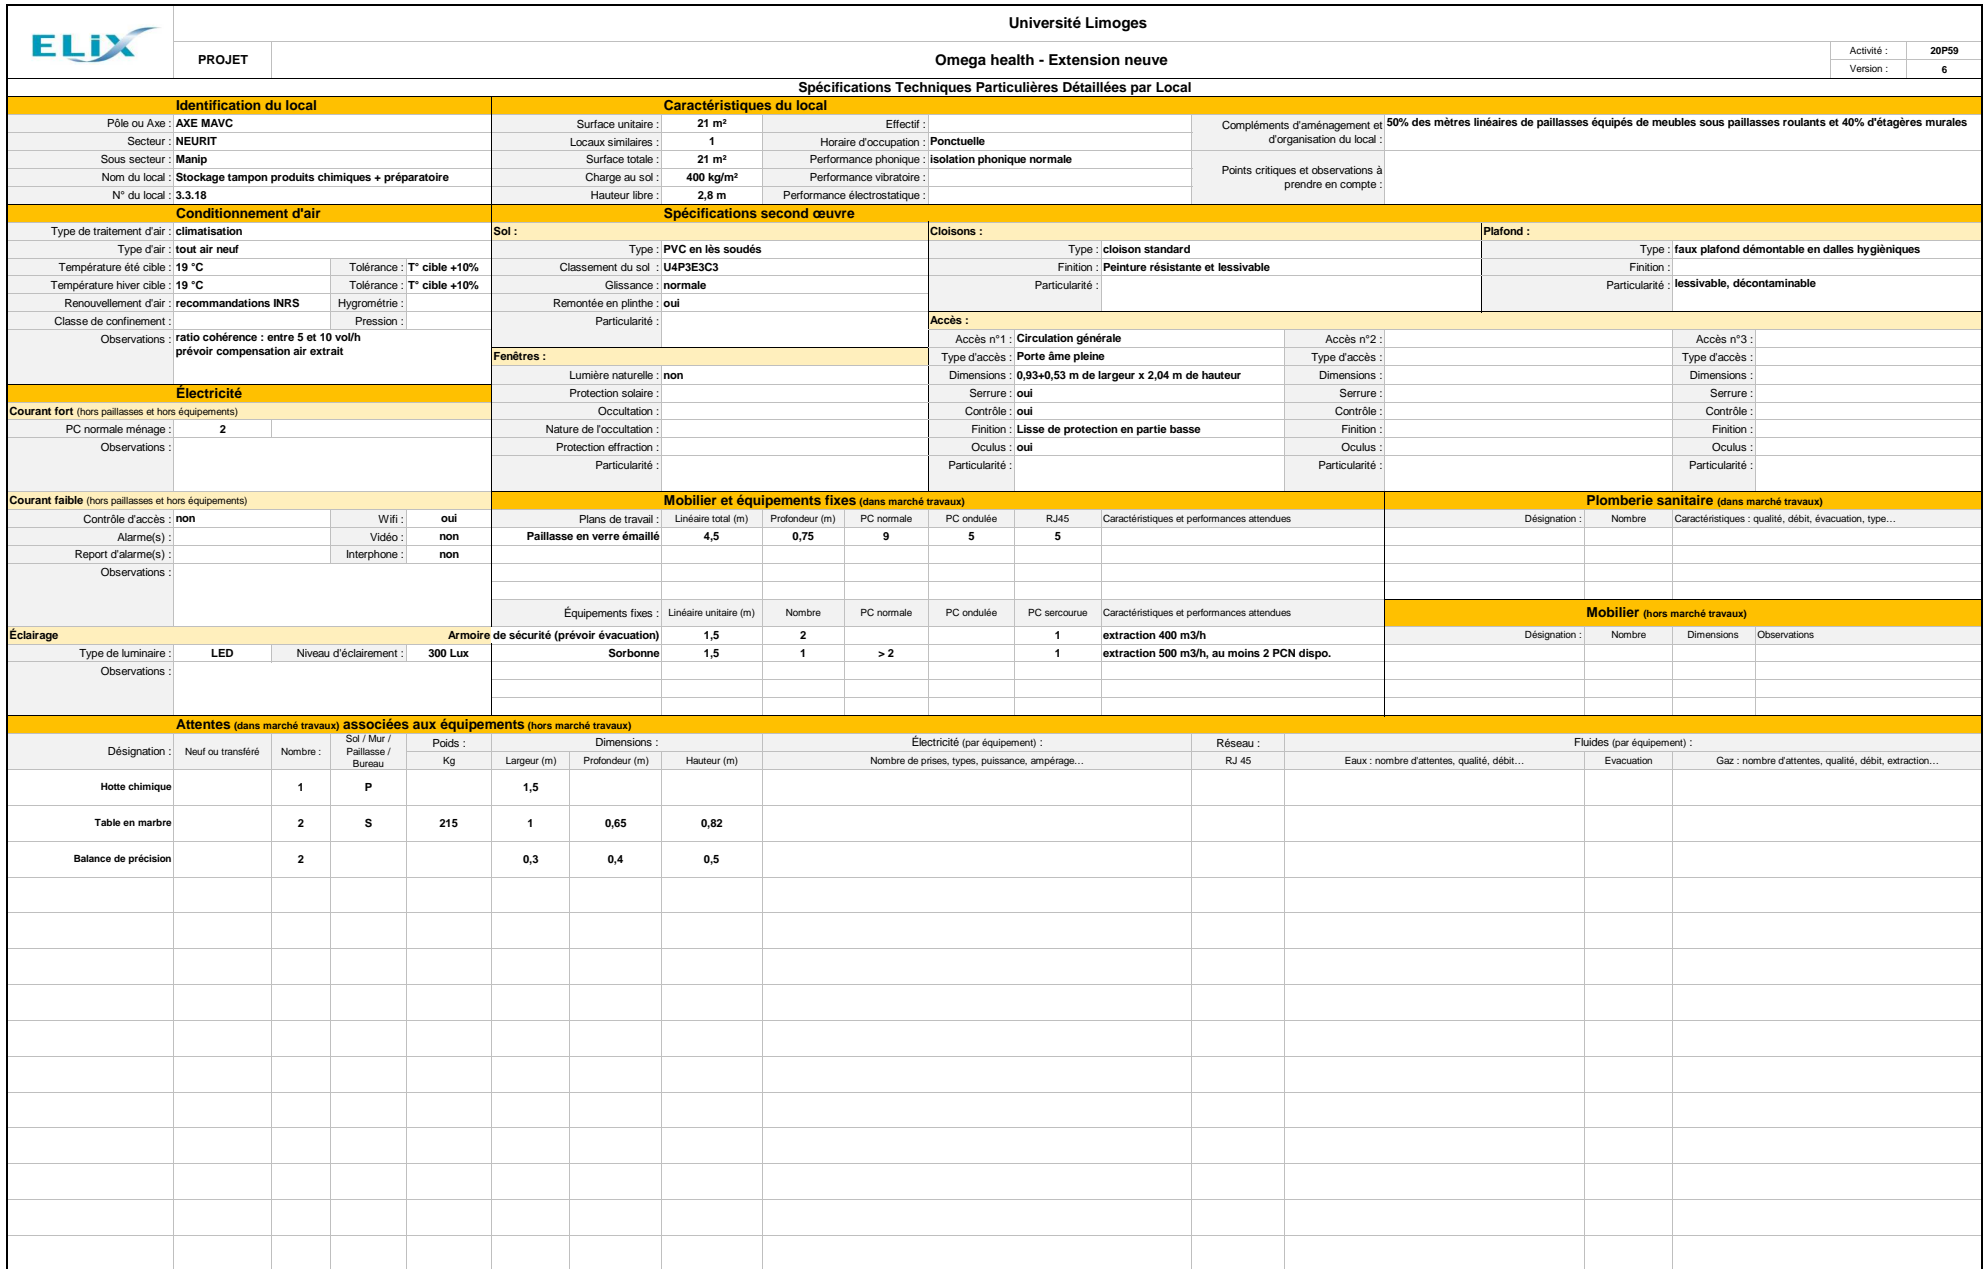 ELiX
Université Limoges
PROJET
Omega health - Extension neuve
Activité : 20P59
Version : 6
Spécifications Techniques Particulières Détaillées par Local
Identification du local
Pôle ou Axe : AXE MAVC
Secteur : NEURIT
Sous secteur : Manip
Nom du local : Stockage tampon produits chimiques + préparatoire
N° du local : 3.3.18
Caractéristiques du local
Surface unitaire : 21 m² Effectif :
Locaux similaires : 1 Horaire d'occupation : Ponctuelle
Surface totale : 21 m² Performance phonique : isolation phonique normale
Charge au sol : 400 kg/m² Performance vibratoire :
Hauteur libre : 2,8 m Performance électrostatique :
Compléments d'aménagement et d'organisation du local : 50% des mètres linéaires de paillasses équipés de meubles sous paillasses roulants et 40% d'étagères murales
Points critiques et observations à prendre en compte :
Conditionnement d'air
Type de traitement d'air : climatisation
Type d'air : tout air neuf
Température été cible : 19 °C Tolérance : T° cible +10%
Température hiver cible : 19 °C Tolérance : T° cible +10%
Renouvellement d'air : recommandations INRS Hygrométrie :
Classe de confinement : Pression :
Observations : ratio cohérence : entre 5 et 10 vol/h
prévoir compensation air extrait
Spécifications second œuvre
Sol :
Type : PVC en lès soudés
Classement du sol : U4P3E3C3
Glissance : normale
Remontée en plinthe : oui
Particularité :
Cloisons :
Type : cloison standard
Finition : Peinture résistante et lessivable
Particularité :
Plafond :
Type : faux plafond démontable en dalles hygièniques
Finition :
Particularité : lessivable, décontaminable
Fenêtres :
Lumière naturelle : non
Protection solaire :
Occultation :
Nature de l'occultation :
Protection effraction :
Particularité :
Accès :
Accès n°1 : Circulation générale Accès n°2 : Accès n°3 :
Type d'accès : Porte âme pleine Type d'accès : Type d'accès :
Dimensions : 0,93+0,53 m de largeur x 2,04 m de hauteur Dimensions : Dimensions :
Serrure : oui Serrure : Serrure :
Contrôle : oui Contrôle : Contrôle :
Finition : Lisse de protection en partie basse Finition : Finition :
Oculus : oui Oculus : Oculus :
Particularité : Particularité : Particularité :
Électricité
Courant fort (hors paillasses et hors équipements)
PC normale ménage : 2
Observations :
Courant faible (hors paillasses et hors équipements)
Contrôle d'accès : non Wifi : oui
Alarme(s) : Vidéo : non
Report d'alarme(s) : Interphone : non
Observations :
Éclairage
Type de luminaire : LED Niveau d'éclairement : 300 Lux
Observations :
Mobilier et équipements fixes (dans marché travaux)
Plans de travail : Linéaire total (m) Profondeur (m) PC normale PC ondulée RJ45 Caractéristiques et performances attendues
Paillasse en verre émaillé 4,5 0,75 9 5 5
Équipements fixes : Linéaire unitaire (m) Nombre PC normale PC ondulée PC sercourue Caractéristiques et performances attendues
Armoire de sécurité (prévoir évacuation) 1,5 2 1 extraction 400 m3/h
Sorbonne 1,5 1 > 2 1 extraction 500 m3/h, au moins 2 PCN dispo.
Plomberie sanitaire (dans marché travaux)
Désignation : Nombre Caractéristiques : qualité, débit, évacuation, type…
Mobilier (hors marché travaux)
Désignation : Nombre Dimensions Observations
Attentes (dans marché travaux) associées aux équipements (hors marché travaux)
Désignation : Neuf ou transféré Nombre : Sol / Mur / Paillasse / Bureau Poids : Dimensions : Électricité (par équipement) : Réseau : Fluides (par équipement) :
Kg Largeur (m) Profondeur (m) Hauteur (m) Nombre de prises, types, puissance, ampérage… RJ 45 Eaux : nombre d'attentes, qualité, débit… Evacuation Gaz : nombre d'attentes, qualité, débit, extraction…
Hotte chimique 1 P 1,5
Table en marbre 2 S 215 1 0,65 0,82
Balance de précision 2 0,3 0,4 0,5